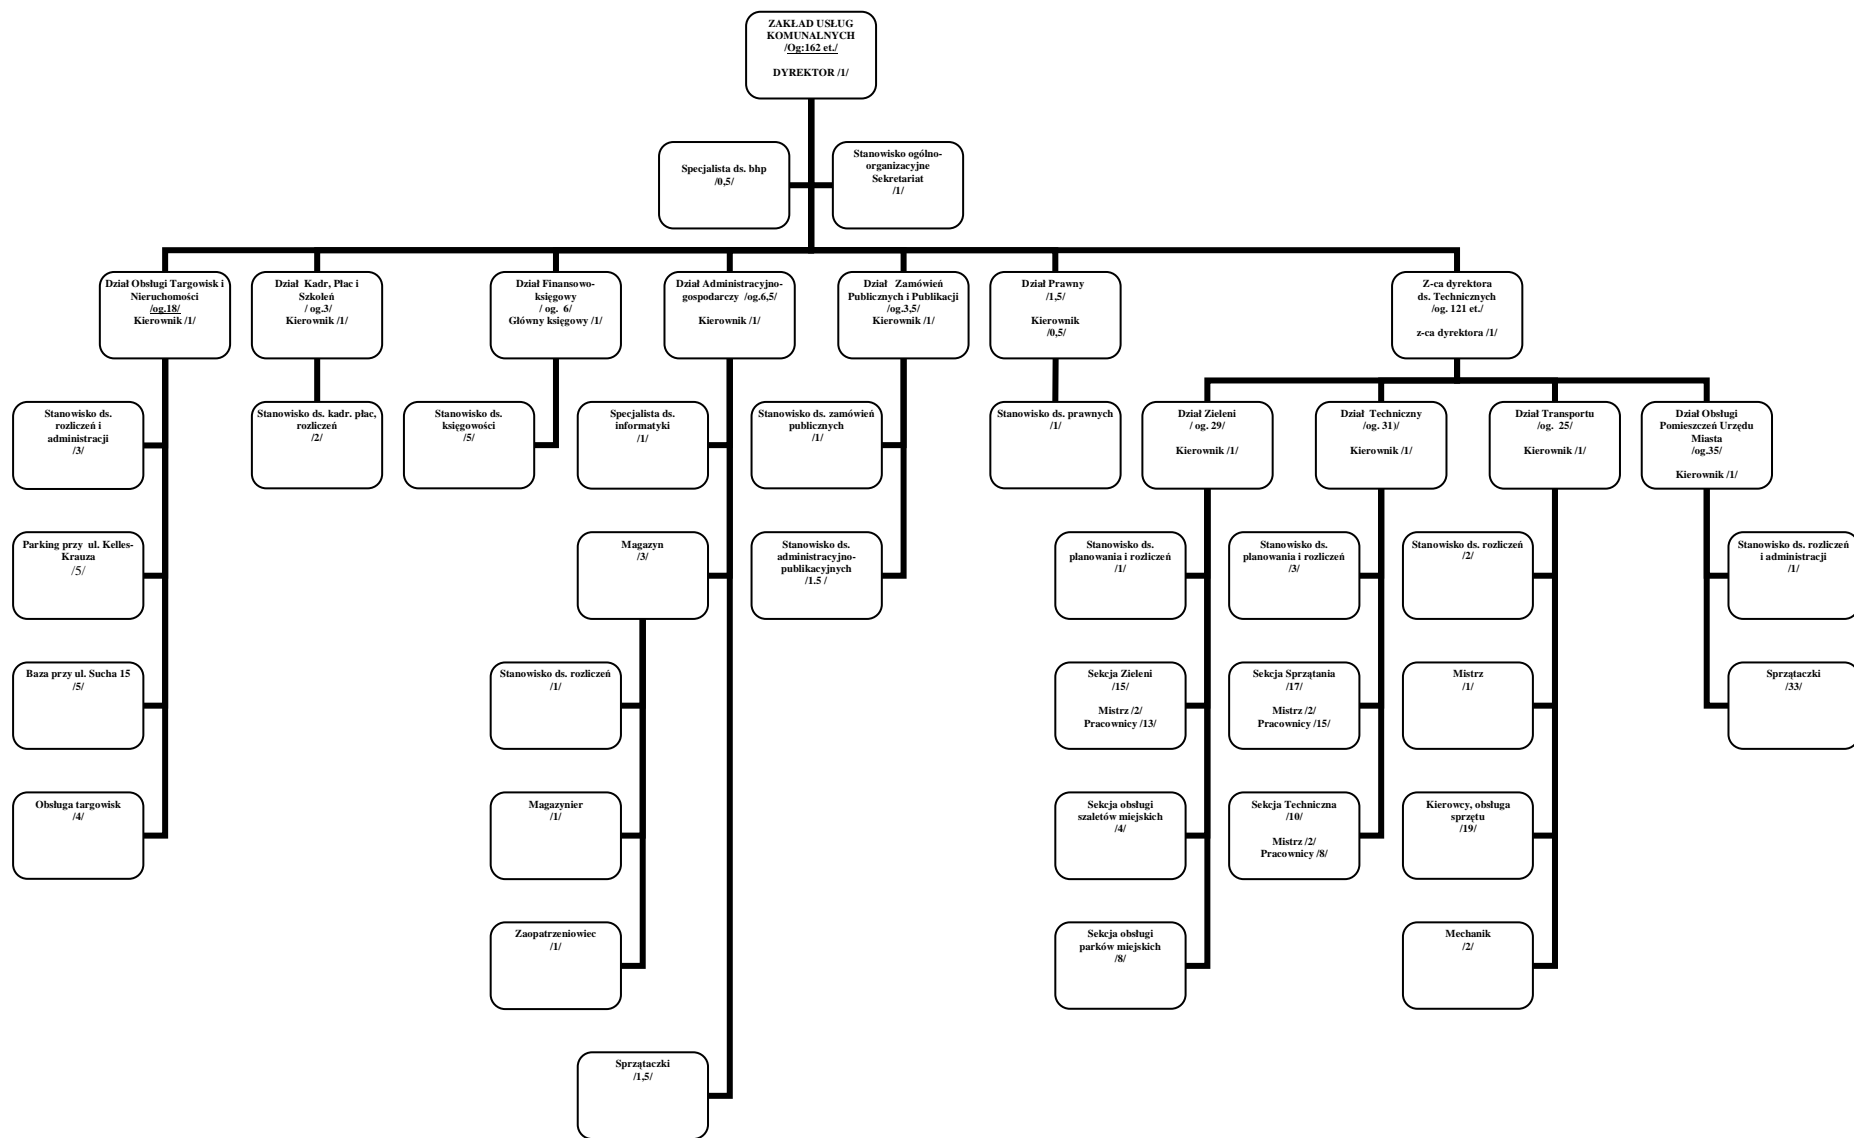 ZAKŁAD USŁUG
KOMUNALNYCH
/Og:162 et./
DYREKTOR /1/
Specjalista ds. bhp
/0,5/
Stanowisko ogólno-
organizacyjne
Sekretariat
/1/
Dział Obsługi Targowisk i
Nieruchomości
/og.18/
Kierownik /1/
Dział Kadr, Płac i
Szkoleń
/ og.3/
Kierownik /1/
Dział Finansowo-
księgowy
/ og. 6/
Główny księgowy /1/
Dział Administracyjno-
gospodarczy /og.6,5/
Kierownik /1/
Dział Zamówień
Publicznych i Publikacji
/og.3,5/
Kierownik /1/
Dział Prawny
/1,5/
Kierownik
/0,5/
Z-ca dyrektora
ds. Technicznych
/og. 121 et./
z-ca dyrektora /1/
Stanowisko ds.
rozliczeń i
administracji
/3/
Stanowisko ds. kadr. płac,
rozliczeń
/2/
Stanowisko ds.
księgowości
/5/
Specjalista ds.
informatyki
/1/
Stanowisko ds. zamówień
publicznych
/1/
Stanowisko ds. prawnych
/1/
Dział Zieleni
/ og. 29/
Kierownik /1/
Dział Techniczny
/og. 31)/
Kierownik /1/
Dział Transportu
/og. 25/
Kierownik /1/
Dział Obsługi
Pomieszczeń Urzędu
Miasta
/og.35/
Kierownik /1/
Parking przy ul. Kelles-
Krauza
/5/
Magazyn
/3/
Stanowisko ds.
administracyjno-
publikacyjnych
/1.5 /
Stanowisko ds.
planowania i rozliczeń
/1/
Stanowisko ds.
planowania i rozliczeń
/3/
Stanowisko ds. rozliczeń
/2/
Stanowisko ds. rozliczeń
i administracji
/1/
Baza przy ul. Sucha 15
/5/
Stanowisko ds. rozliczeń
/1/
Sekcja Zieleni
/15/
Mistrz /2/
Pracownicy /13/
Sekcja Sprzątania
/17/
Mistrz /2/
Pracownicy /15/
Mistrz
/1/
Sprzątaczki
/33/
Obsługa targowisk
/4/
Magazynier
/1/
Sekcja obsługi
szaletów miejskich
/4/
Sekcja Techniczna
/10/
Mistrz /2/
Pracownicy /8/
Kierowcy, obsługa
sprzętu
/19/
Zaopatrzeniowiec
/1/
Sekcja obsługi
parków miejskich
/8/
Mechanik
/2/
Sprzątaczki
/1,5/